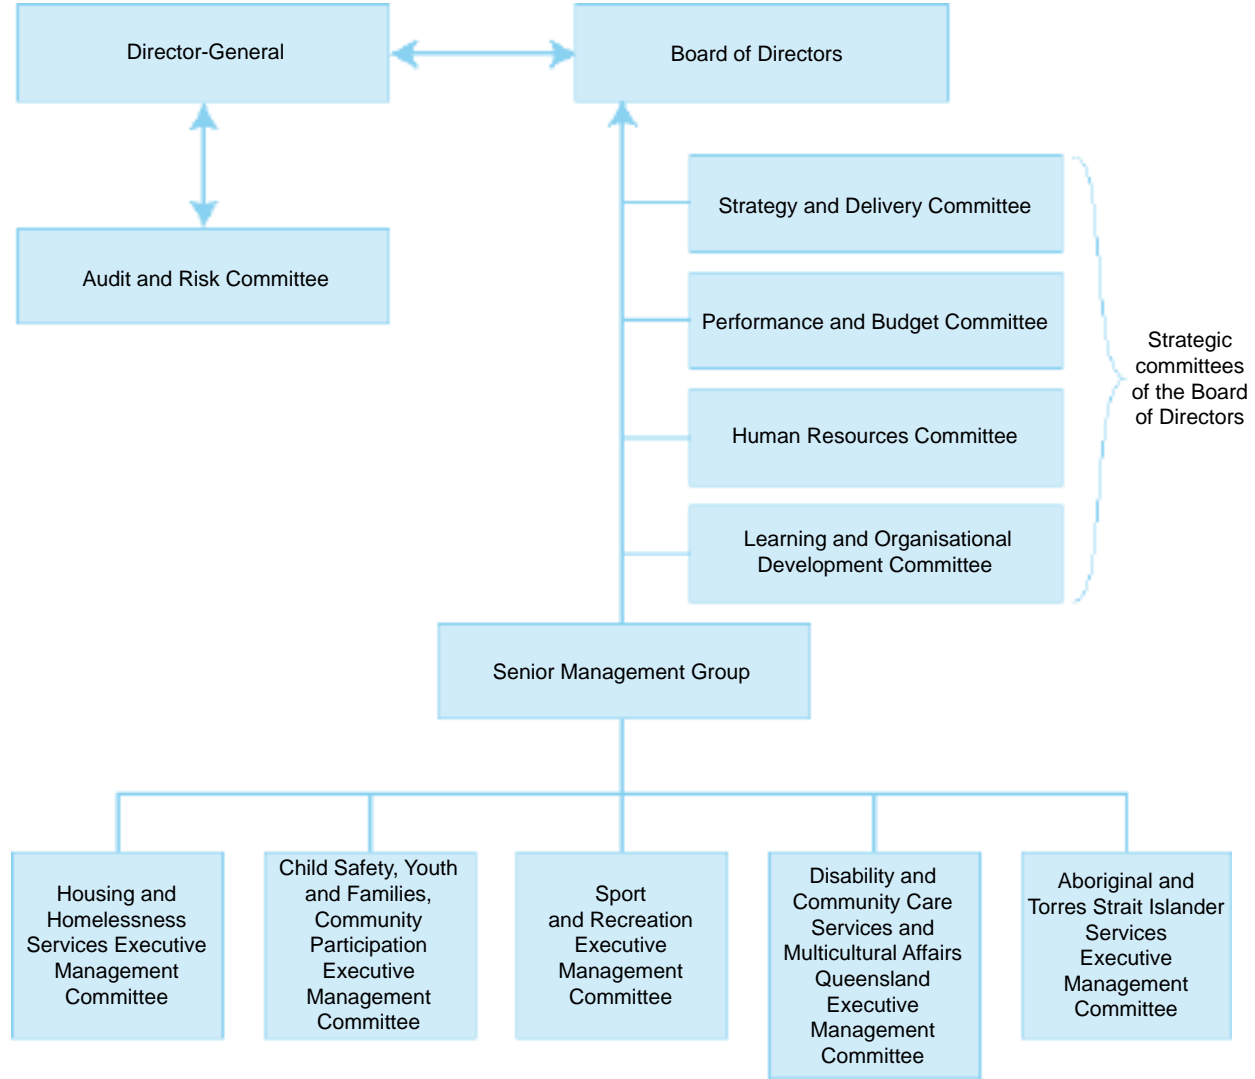 Director-General
Board of Directors
Strategy and Delivery Committee
Audit and Risk Committee
Performance and Budget Committee
Strategic
committees
of the Board
of Directors
Human Resources Committee
Learning and Organisational
Development Committee
Senior Management Group
Housing and
Homelessness
Services Executive
Management
Committee
Child Safety, Youth
and Families,
Community
Participation
Executive
Management
Committee
Sport
and Recreation
Executive
Management
Committee
Disability and
Community Care
Services and
Multicultural Affairs
Queensland
Executive
Management
Committee
Aboriginal and
Torres Strait Islander
Services
Executive
Management
Committee